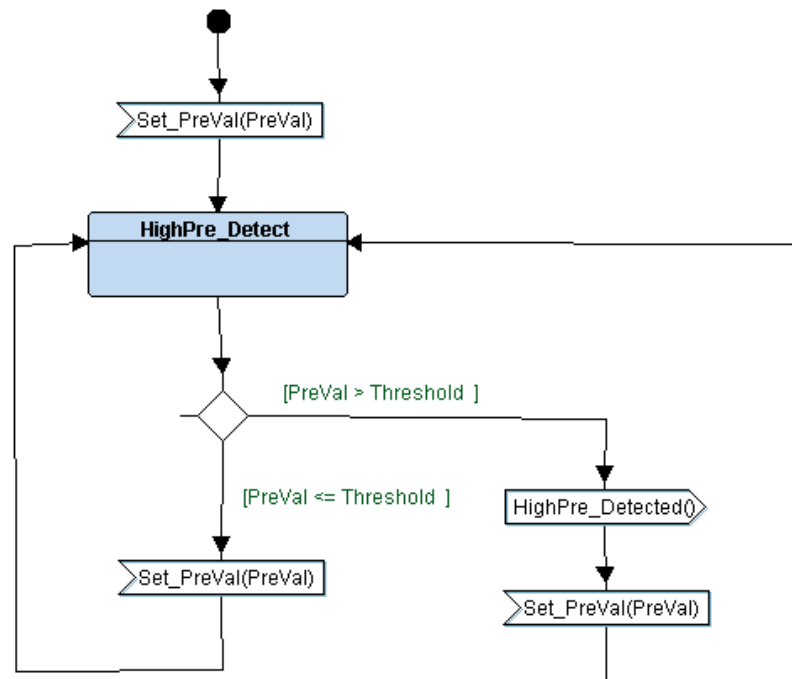 Set_PreVal(PreVal)
HighPre_Detect
[PreVal > Threshold ]
[PreVal <= Threshold ]
HighPre_Detected()
Set_PreVal(PreVal)
Set_PreVal(PreVal)